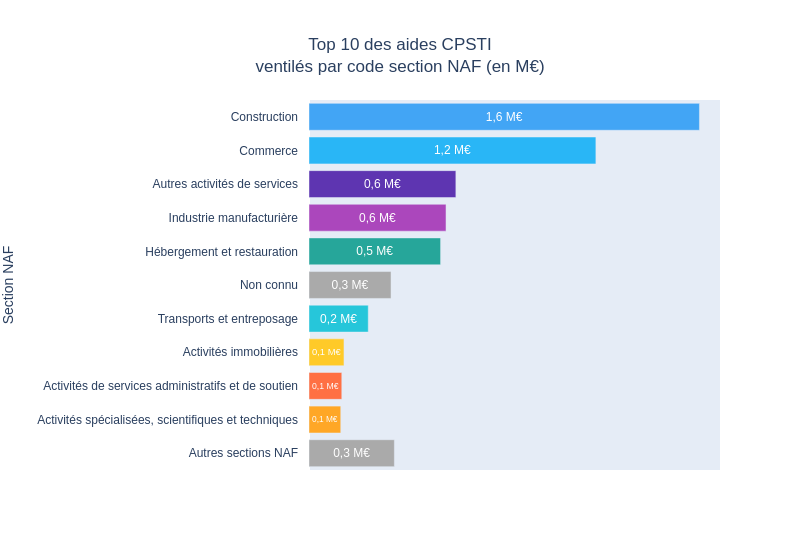 Top 10 des aides CPSTI
ventilés par code section NAF (en M€)
Section NAF
Construction 1,6 M€
Commerce 1,2 M€
Autres activités de services 0,6 M€
Industrie manufacturière 0,6 M€
Hébergement et restauration 0,5 M€
Non connu 0,3 M€
Transports et entreposage 0,2 M€
Activités immobilières 0,1 M€
Activités de services administratifs et de soutien 0,1 M€
Activités spécialisées, scientifiques et techniques 0,1 M€
Autres sections NAF 0,3 M€